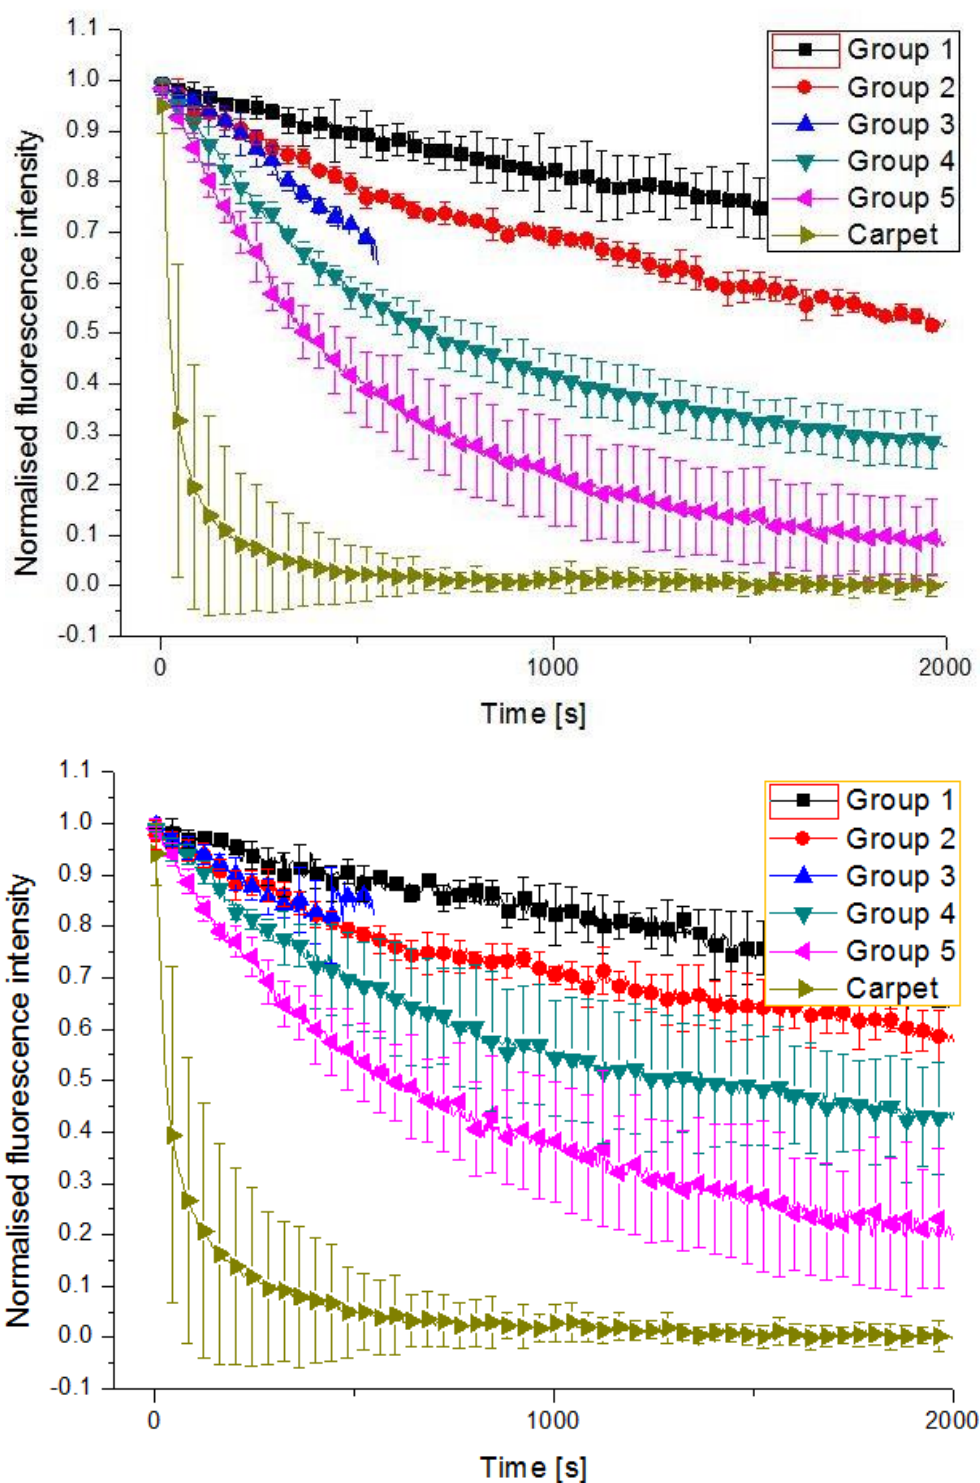 1.1
1.0
0.9
0.8
0.7
0.6
0.5
0.4
0.3
0.2
0.1
0.0
-0.1
Normalised fluorescence intensity
Group 1
Group 2
Group 3
Group 4
Group 5
Carpet
0 1000 2000
Time [s]
1.1
1.0
0.9
0.8
0.7
0.6
0.5
0.4
0.3
0.2
0.1
0.0
-0.1
Normalised fluorescence intensity
Group 1
Group 2
Group 3
Group 4
Group 5
Carpet
0 1000 2000
Time [s]